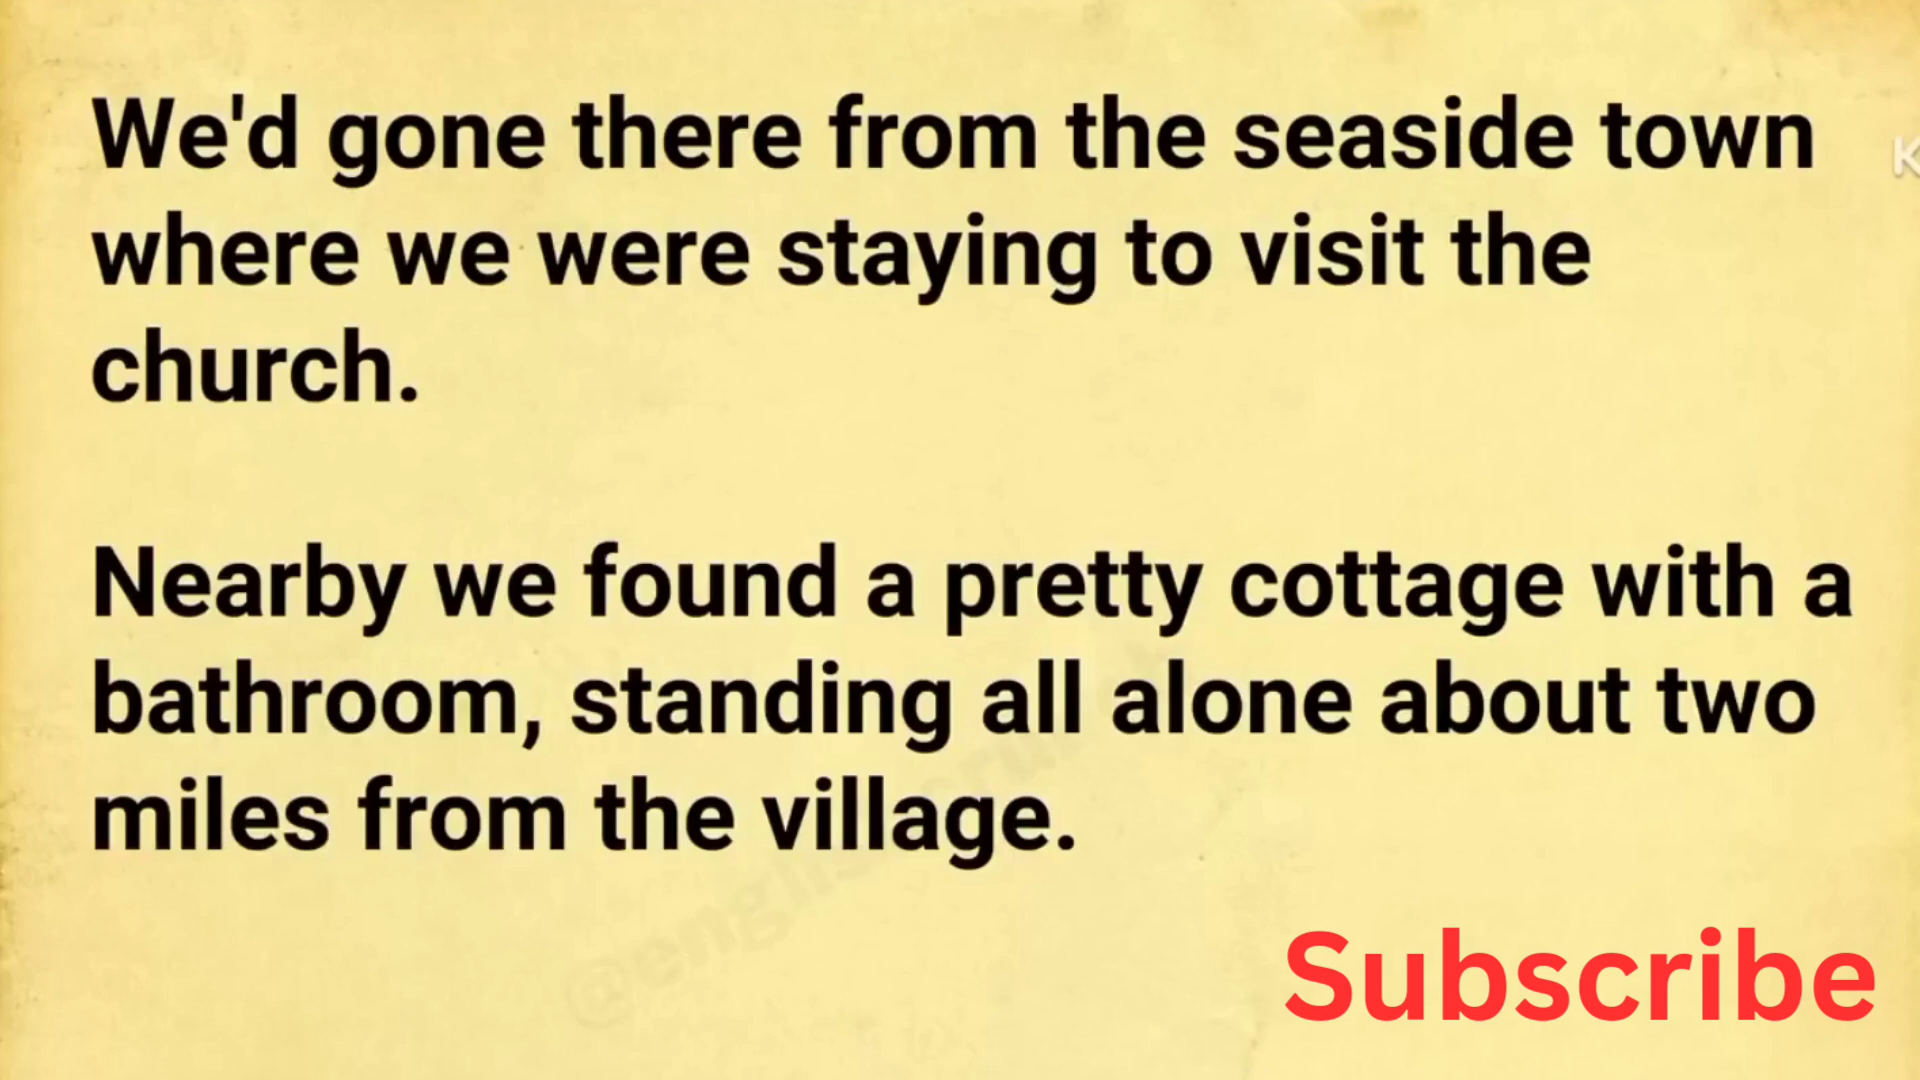 We'd gone there from the seaside town
where we were staying to visit the
church.
Nearby we found a pretty cottage with a
bathroom, standing all alone about two
miles from the village.
Subscribe